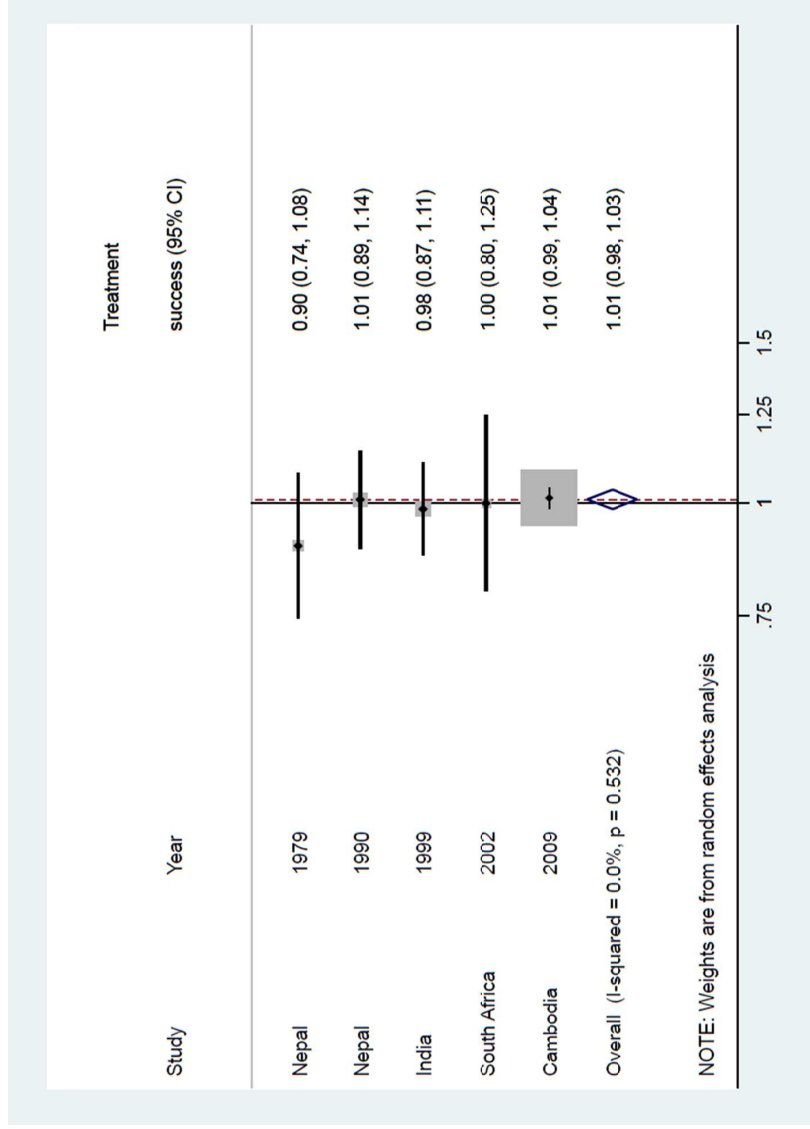 Treatment
Study Year success (95% CI)
Nepal 1979 0.90 (0.74, 1.08)
Nepal 1990 1.01 (0.89, 1.14)
India 1999 0.98 (0.87, 1.11)
South Africa 2002 1.00 (0.80, 1.25)
Cambodia 2009 1.01 (0.99, 1.04)
Overall (I-squared = 0.0%, p = 0.532) 1.01 (0.98, 1.03)
NOTE: Weights are from random effects analysis
.75 1 1.25 1.5